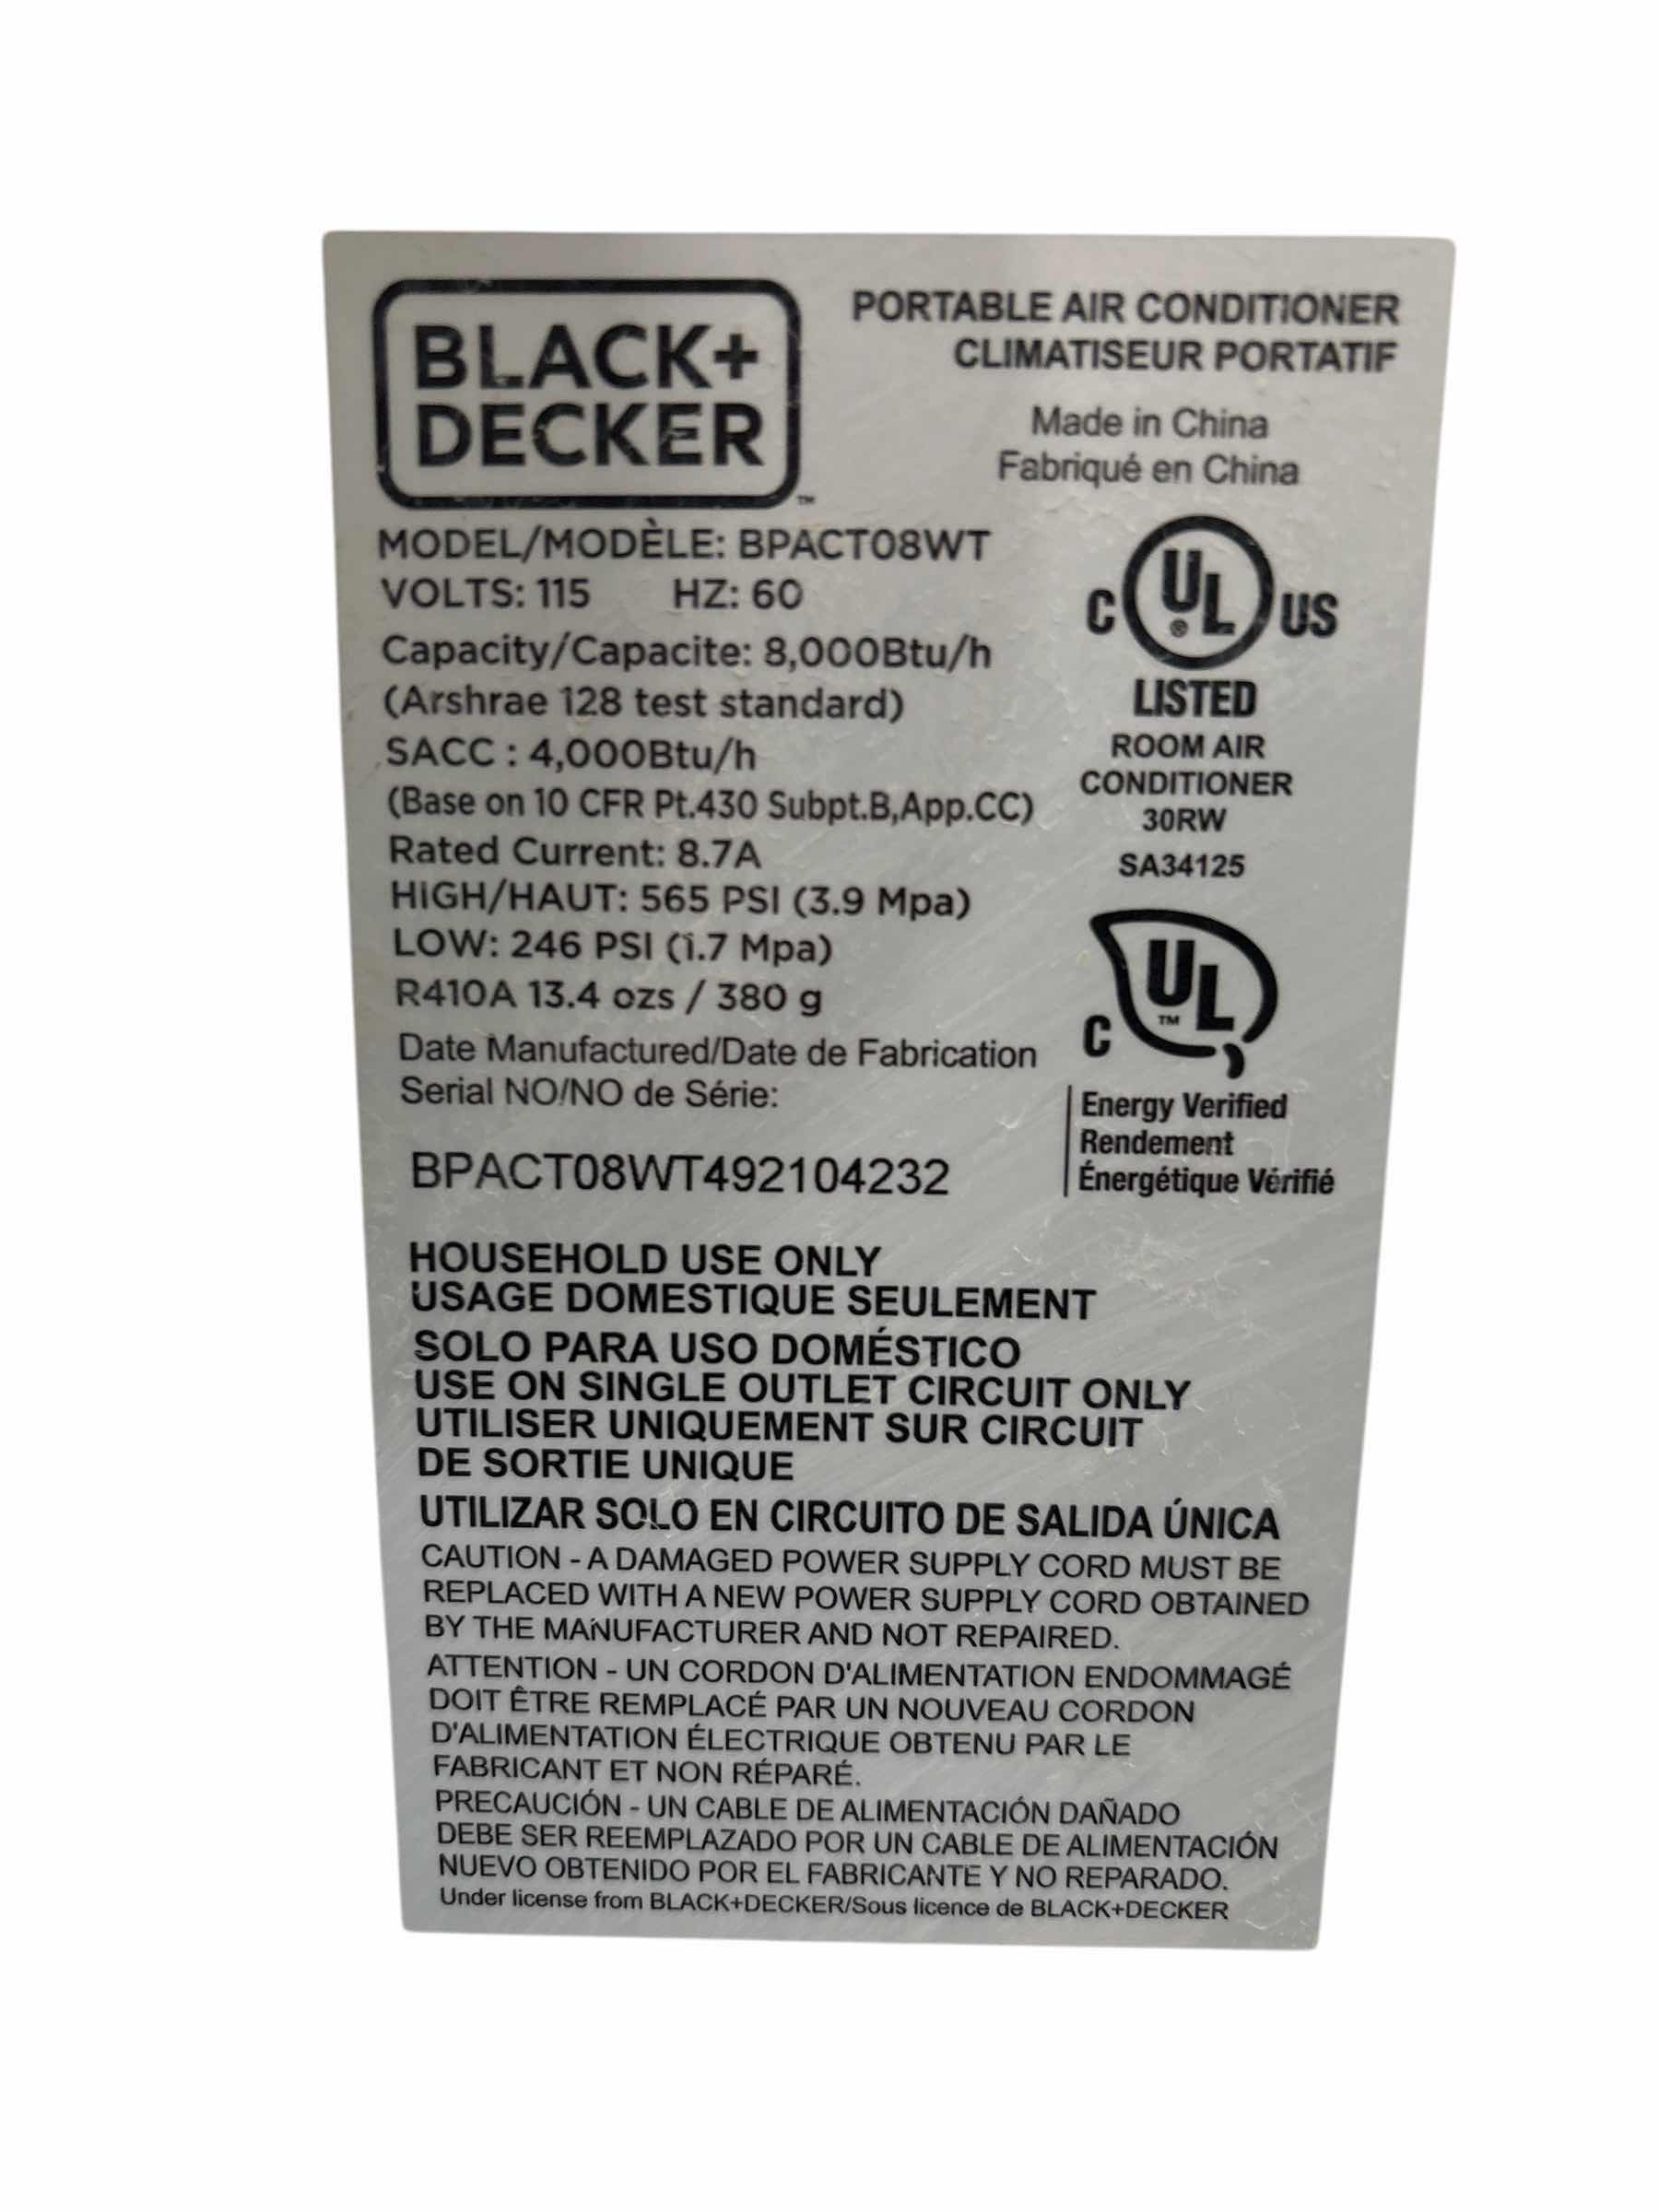 BLACK+
DECKER
™
PORTABLE AIR CONDITIONER
CLIMATISEUR PORTATIF
Made in China
Fabriqué en China
MODEL/MODÈLE: BPACT08WT
VOLTS: 115 HZ: 60
Capacity/Capacite: 8,000Btu/h
(Arshrae 128 test standard)
SACC : 4,000Btu/h
(Base on 10 CFR Pt.430 Subpt.B,App.CC)
Rated Current: 8.7A
HIGH/HAUT: 565 PSI (3.9 Mpa)
LOW: 246 PSI (1.7 Mpa)
R410A 13.4 ozs / 380 g
Date Manufactured/Date de Fabrication
Serial NO/NO de Série:
BPACT08WT492104232
C UL ® US
LISTED
ROOM AIR
CONDITIONER
30RW
SA34125
C UL ™
Energy Verified
Rendement
Énergétique Vérifié
HOUSEHOLD USE ONLY
USAGE DOMESTIQUE SEULEMENT
SOLO PARA USO DOMÉSTICO
USE ON SINGLE OUTLET CIRCUIT ONLY
UTILISER UNIQUEMENT SUR CIRCUIT
DE SORTIE UNIQUE
UTILIZAR SOLO EN CIRCUITO DE SALIDA ÚNICA
CAUTION - A DAMAGED POWER SUPPLY CORD MUST BE
REPLACED WITH A NEW POWER SUPPLY CORD OBTAINED
BY THE MANUFACTURER AND NOT REPAIRED.
ATTENTION - UN CORDON D'ALIMENTATION ENDOMMAGÉ
DOIT ÊTRE REMPLACÉ PAR UN NOUVEAU CORDON
D'ALIMENTATION ÉLECTRIQUE OBTENU PAR LE
FABRICANT ET NON RÉPARÉ.
PRECAUCIÓN - UN CABLE DE ALIMENTACIÓN DAÑADO
DEBE SER REEMPLAZADO POR UN CABLE DE ALIMENTACIÓN
NUEVO OBTENIDO POR EL FABRICANTE Y NO REPARADO.
Under license from BLACK+DECKER/Sous licence de BLACK+DECKER